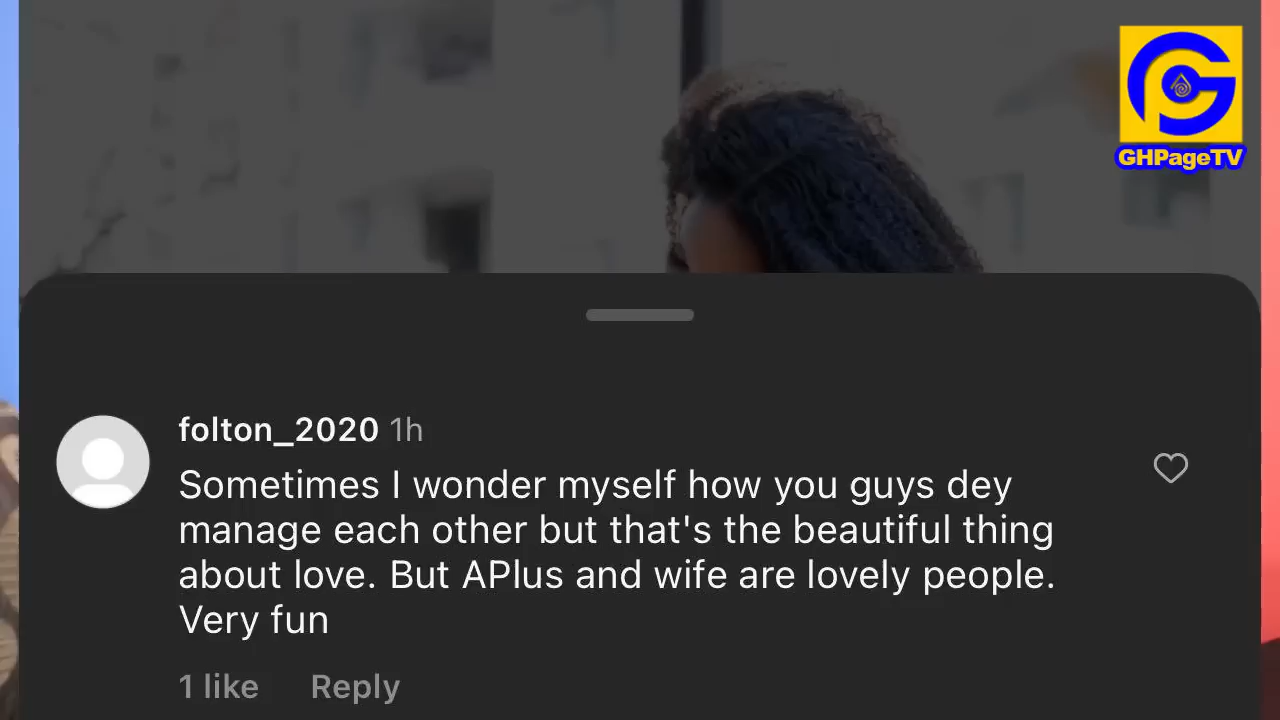 GHPageTV
folton_2020 1h
Sometimes I wonder myself how you guys dey
manage each other but that's the beautiful thing
about love. But APlus and wife are lovely people.
Very fun
1 like Reply